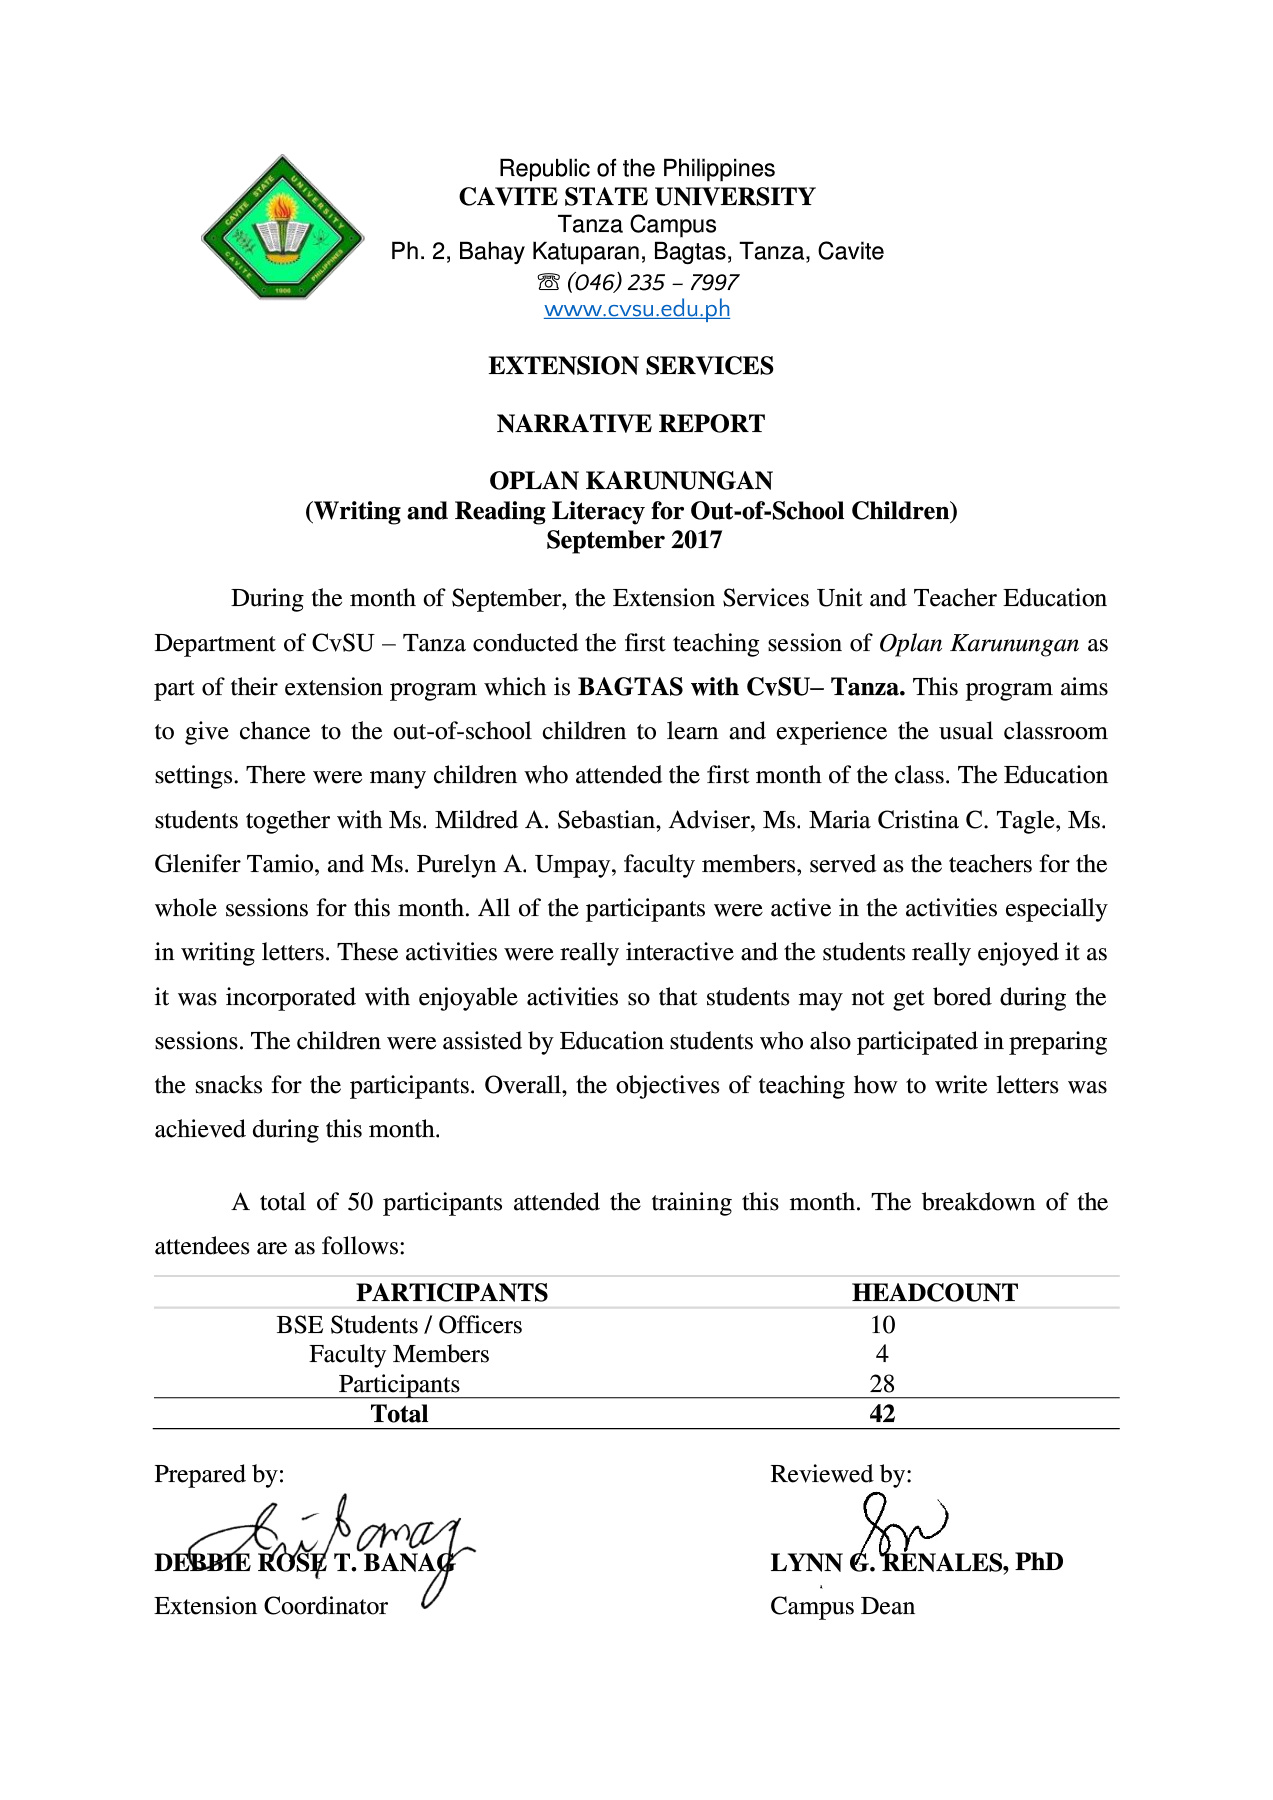 CAVITE STATE UNIVERSITY
CAVITE PHILIPPINES
1906
Republic of the Philippines
CAVITE STATE UNIVERSITY
Tanza Campus
Ph. 2, Bahay Katuparan, Bagtas, Tanza, Cavite
☏ (046) 235 – 7997
www.cvsu.edu.ph
EXTENSION SERVICES
NARRATIVE REPORT
OPLAN KARUNUNGAN
(Writing and Reading Literacy for Out-of-School Children)
September 2017
During the month of September, the Extension Services Unit and Teacher Education
Department of CvSU – Tanza conducted the first teaching session of Oplan Karunungan as
part of their extension program which is BAGTAS with CvSU– Tanza. This program aims
to give chance to the out-of-school children to learn and experience the usual classroom
settings. There were many children who attended the first month of the class. The Education
students together with Ms. Mildred A. Sebastian, Adviser, Ms. Maria Cristina C. Tagle, Ms.
Glenifer Tamio, and Ms. Purelyn A. Umpay, faculty members, served as the teachers for the
whole sessions for this month. All of the participants were active in the activities especially
in writing letters. These activities were really interactive and the students really enjoyed it as
it was incorporated with enjoyable activities so that students may not get bored during the
sessions. The children were assisted by Education students who also participated in preparing
the snacks for the participants. Overall, the objectives of teaching how to write letters was
achieved during this month.
A total of 50 participants attended the training this month. The breakdown of the
attendees are as follows:
PARTICIPANTS HEADCOUNT
BSE Students / Officers 10
Faculty Members 4
Participants 28
Total 42
Prepared by: Reviewed by:
DEBBIE ROSE T. BANAG LYNN G. RENALES, PhD
Extension Coordinator Campus Dean